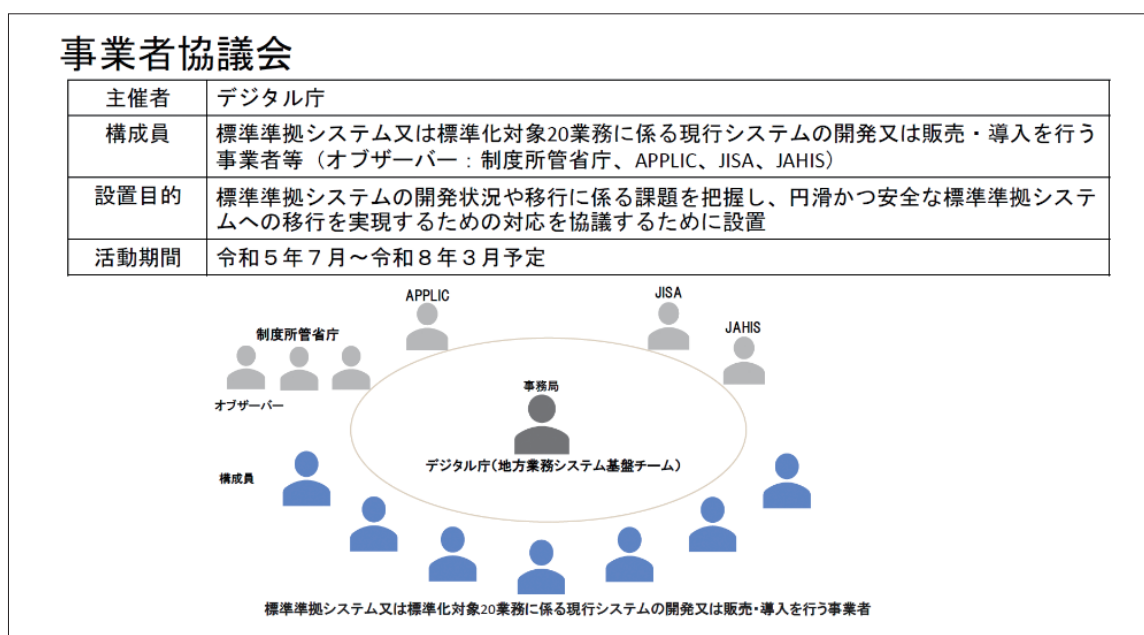 事業者協議会
主催者 デジタル庁
構成員 標準準拠システム又は標準化対象20業務に係る現行システムの開発又は販売・導入を行う
事業者等（オブザーバー：制度所管省庁、APPLIC、JISA、JAHIS）
設置目的 標準準拠システムの開発状況や移行に係る課題を把握し、円滑かつ安全な標準準拠システ
ムへの移行を実現するための対応を協議するために設置
活動期間 令和５年７月～令和８年３月予定
APPLIC
JISA
JAHIS
制度所管省庁
オブザーバー
事務局
デジタル庁（地方業務システム基盤チーム）
構成員
標準準拠システム又は標準化対象20業務に係る現行システムの開発又は販売・導入を行う事業者